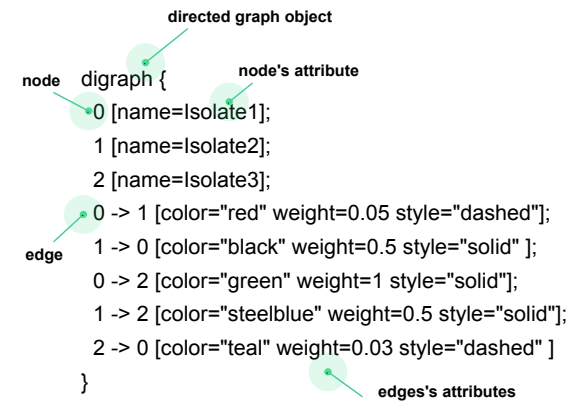 directed graph object
node
node's attribute
digraph {
0 [name=Isolate1];
1 [name=Isolate2];
2 [name=Isolate3];
0 -> 1 [color="red" weight=0.05 style="dashed"];
edge
1 -> 0 [color="black" weight=0.5 style="solid" ];
0 -> 2 [color="green" weight=1 style="solid"];
1 -> 2 [color="steelblue" weight=0.5 style="solid"];
2 -> 0 [color="teal" weight=0.03 style="dashed" ]
}
edges's attributes